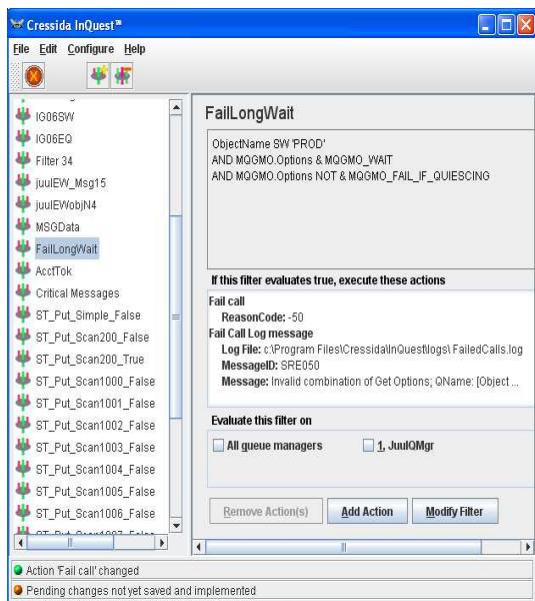 Cressida InQuest™
File Edit Configure Help
IG06SW
IG06EQ
Filter 34
juulEW_Msg15
juulEWobjN4
MSGData
FailLongWait
AcctTok
Critical Messages
ST_Put_Simple_False
ST_Put_Scan200_False
ST_Put_Scan200_True
ST_Put_Scan1000_False
ST_Put_Scan1001_False
ST_Put_Scan1002_False
ST_Put_Scan1003_False
ST_Put_Scan1004_False
ST_Put_Scan1005_False
ST_Put_Scan1006_False
FailLongWait
ObjectName SW 'PROD'
AND MQGMO.Options & MQGMO_WAIT
AND MQGMO.Options NOT & MQGMO_FAIL_IF_QUIESCING
If this filter evaluates true, execute these actions
Fail call
ReasonCode: -50
Fail Call Log message
Log File: c:\Program Files\Cressida\InQuest\logs\ FailedCalls.log
MessageID: SRE050
Message: Invalid combination of Get Options; QName: [Object ...
Evaluate this filter on
All queue managers 1, JuulQMgr
Remove Action(s) Add Action Modify Filter
Action 'Fail call' changed
Pending changes not yet saved and implemented